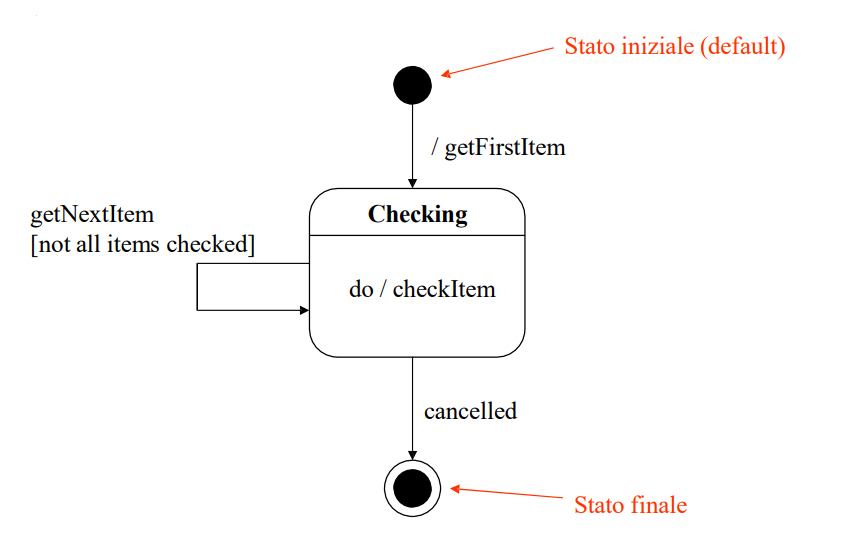 Stato iniziale (default)
/ getFirstItem
getNextItem
[not all items checked]
Checking
do / checkItem
cancelled
Stato finale